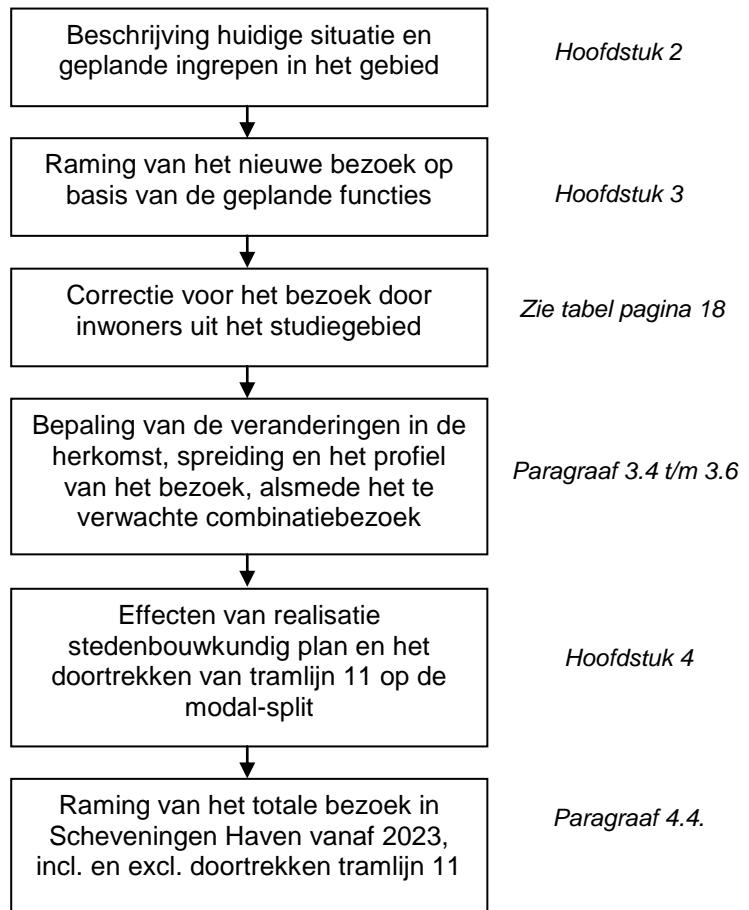 Beschrijving huidige situatie en
geplande ingrepen in het gebied
Hoofdstuk 2
Raming van het nieuwe bezoek op
basis van de geplande functies
Hoofdstuk 3
Correctie voor het bezoek door
inwoners uit het studiegebied
Zie tabel pagina 18
Bepaling van de veranderingen in de
herkomst, spreiding en het profiel
van het bezoek, alsmede het te
verwachte combinatiebezoek
Paragraaf 3.4 t/m 3.6
Effecten van realisatie
stedenbouwkundig plan en het
doortrekken van tramlijn 11 op de
modal-split
Hoofdstuk 4
Raming van het totale bezoek in
Scheveningen Haven vanaf 2023,
incl. en excl. doortrekken tramlijn 11
Paragraaf 4.4.